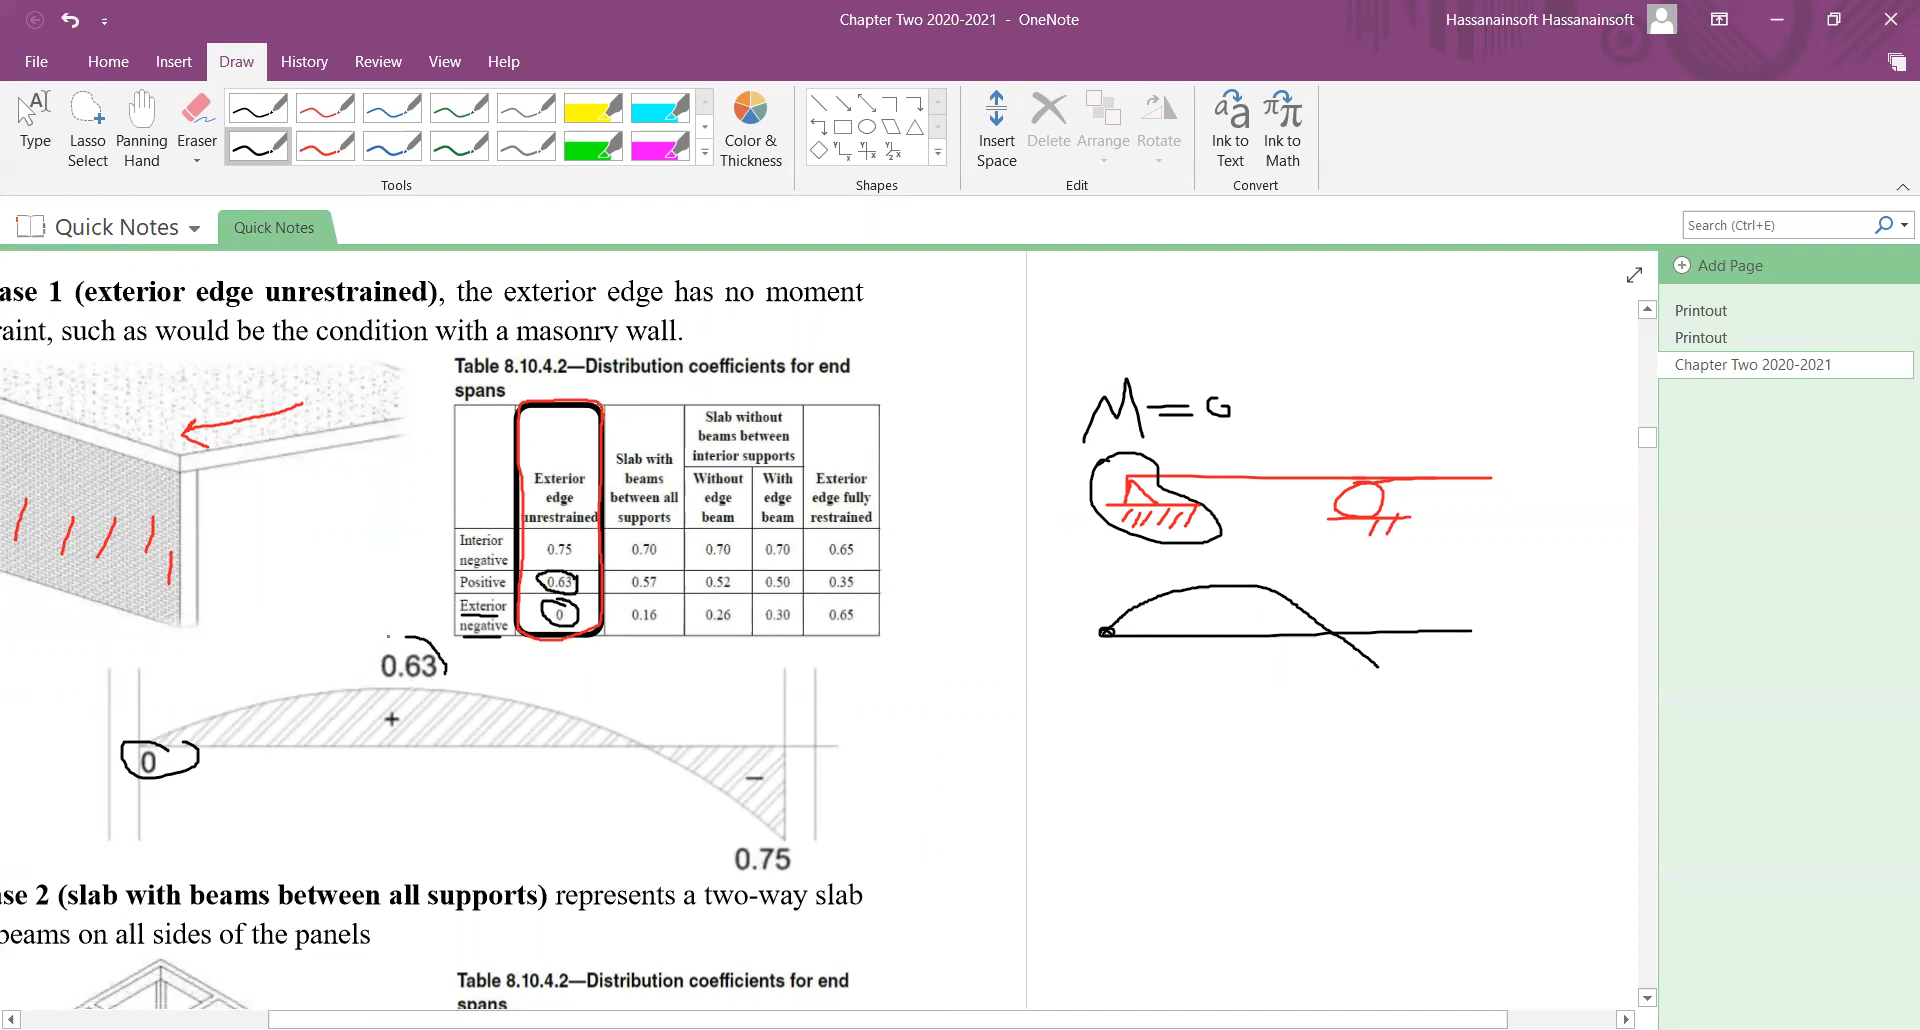 Chapter Two 2020-2021 - OneNote
Hassanainsoft Hassanainsoft
File Home Insert Draw History Review View Help
Type
Lasso Select
Panning Hand
Eraser
Color & Thickness
Insert Space
Delete
Arrange
Rotate
Ink to Text
Ink to Math
Tools
Shapes
Edit
Convert
Quick Notes
Quick Notes
Search (Ctrl+E)
Add Page
Printout
Printout
Chapter Two 2020-2021
ase 1 (exterior edge unrestrained), the exterior edge has no moment
raint, such as would be the condition with a masonry wall.
Table 8.10.4.2—Distribution coefficients for end
spans
Exterior edge unrestrained
Slab with beams between all supports
Slab without beams between interior supports
Without edge beam
With edge beam
Exterior edge fully restrained
Interior negative 0.75 0.70 0.70 0.70 0.65
Positive 0.63 0.57 0.52 0.50 0.35
Exterior negative 0 0.16 0.26 0.30 0.65
M = 0
0.63
+
0
−
0.75
ase 2 (slab with beams between all supports) represents a two-way slab
beams on all sides of the panels
Table 8.10.4.2—Distribution coefficients for end
spans